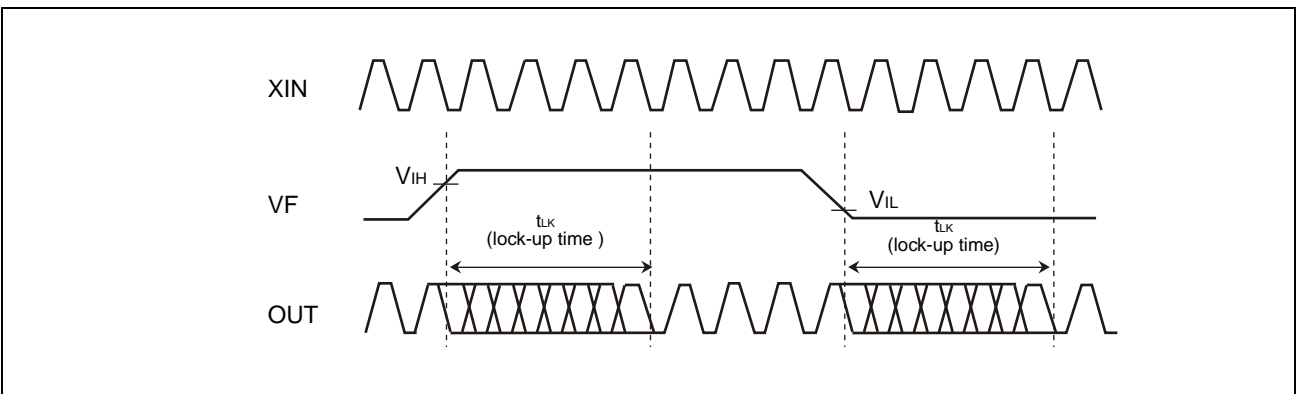 XIN
VIH
VF
VIL
tLK
(lock-up time )
tLK
(lock-up time)
OUT